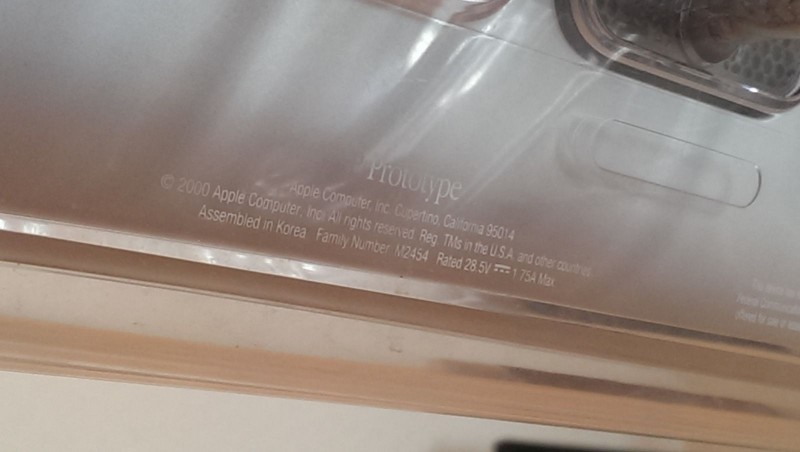 Prototype
Apple Computer, Inc. Cupertino, California 95014
© 2000 Apple Computer, Inc. All rights reserved. Reg. TMs in the U.S.A. and other countries
Assembled in Korea Family Number M2454 Rated 28.5V ⎓ 1.75A Max